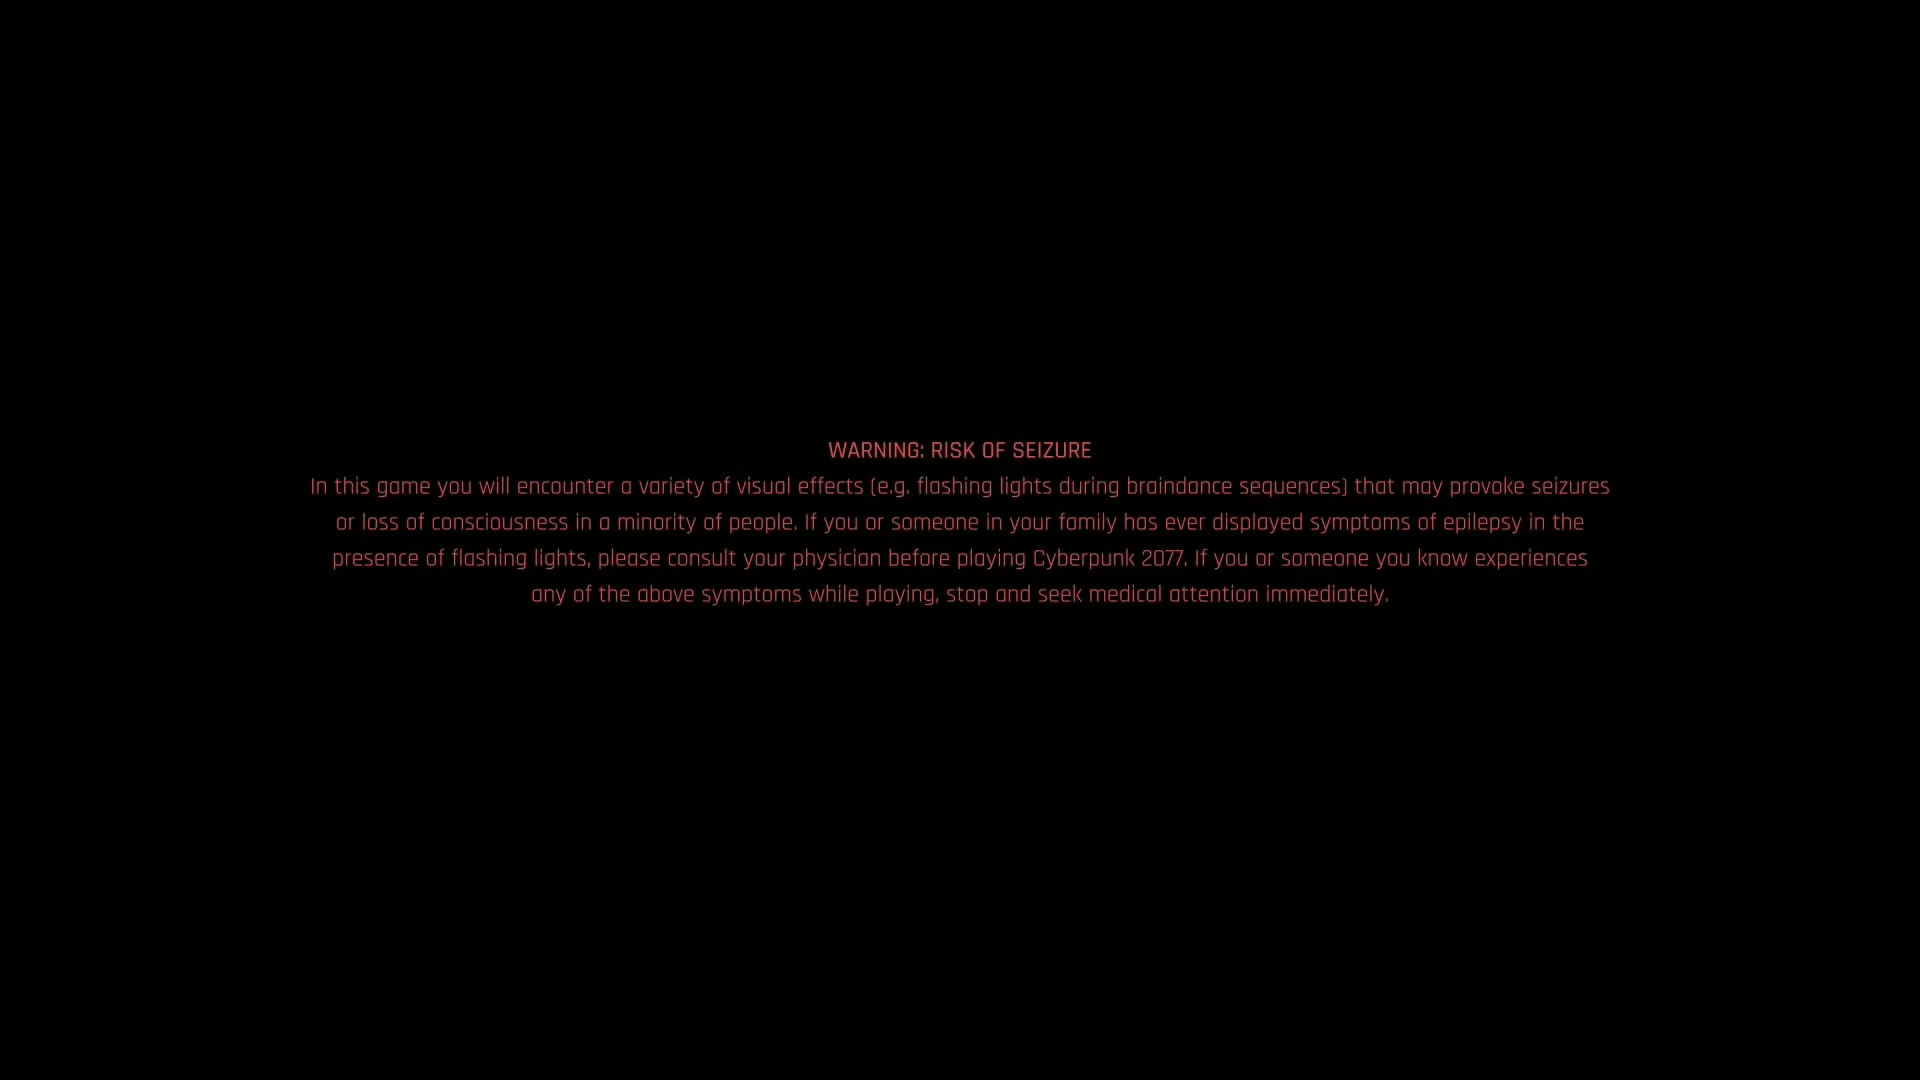 WARNING: RISK OF SEIZURE
In this game you will encounter a variety of visual effects (e.g. flashing lights during braindance sequences) that may provoke seizures
or loss of consciousness in a minority of people. If you or someone in your family has ever displayed symptoms of epilepsy in the
presence of flashing lights, please consult your physician before playing Cyberpunk 2077. If you or someone you know experiences
any of the above symptoms while playing, stop and seek medical attention immediately.